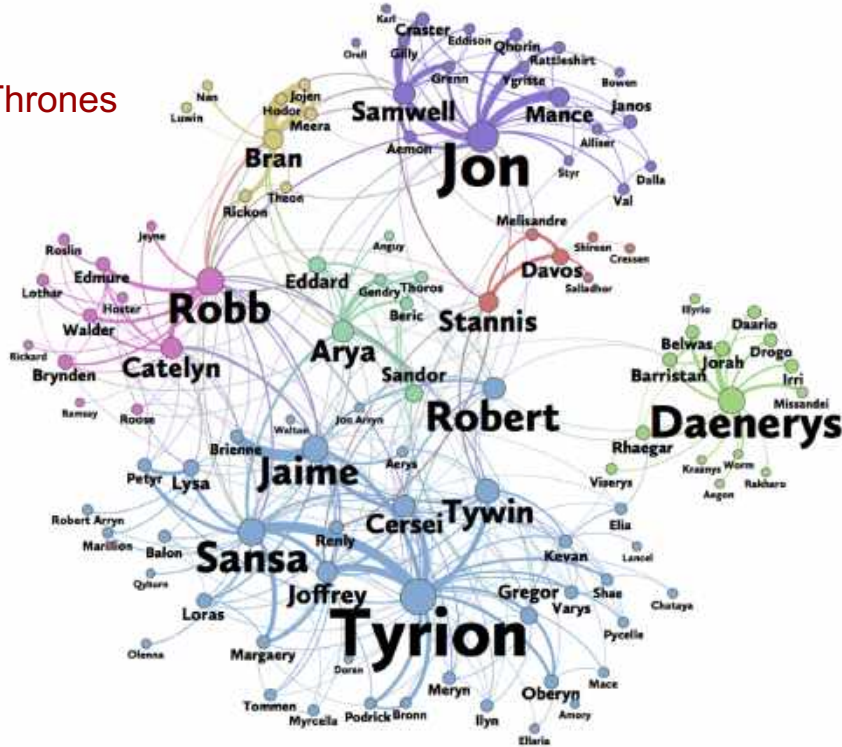 Karl
Craster
Eddison
Qhorin
Orell
Gilly
Rattleshirt
Grenn
Ygritte
Bowen
Nan
Jojen
Thrones
Hodor
Samwell
Mance
Janos
Luwin
Meera
Aemon
Alliser
Bran
Jon
Styr
Dalla
Theon
Val
Rickon
Melisandre
Jeyne
Anguy
Shireen
Roslin
Cressen
Edmure
Eddard
Davos
Lothar
Gendry
Thoros
Salladhor
Hoster
Robb
Beric
Stannis
Illyrio
Walder
Daario
Arya
Belwas
Rickard
Catelyn
Jorah
Drogo
Brynden
Sandor
Barristan
Irri
Missandei
Ramsay
Roose
Jon Arryn
Robert
Daenerys
Walton
Brienne
Rhaegar
Jaime
Aerys
Petyr
Lysa
Viserys
Kraznys
Worm
Rakharo
Aegon
Robert Arryn
Cersei
Tywin
Elia
Marillion
Balon
Sansa
Renly
Kevan
Lancel
Qyburn
Joffrey
Gregor
Shae
Chataya
Loras
Varys
Tyrion
Pycelle
Olenna
Margaery
Doran
Meryn
Oberyn
Mace
Tommen
Myrcella
Podrick
Bronn
Ilyn
Amory
Ellaria